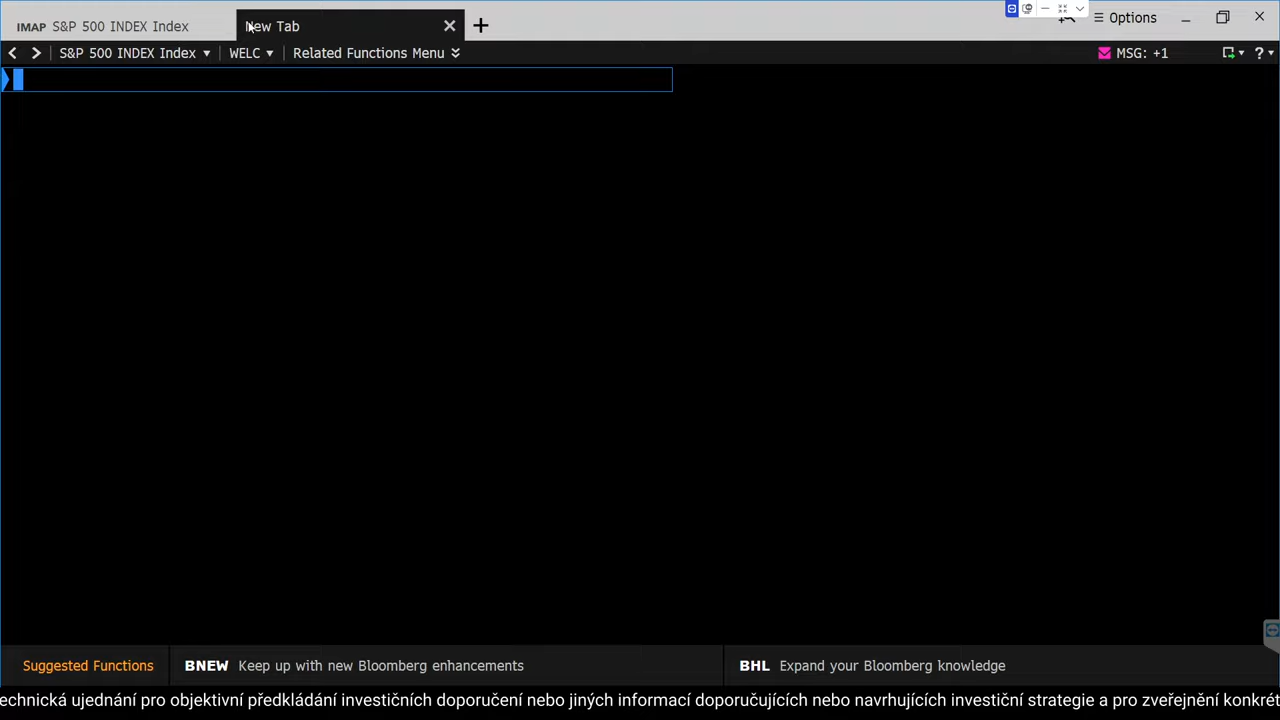 IMAP S&P 500 INDEX Index
New Tab
Options
S&P 500 INDEX Index
WELC
Related Functions Menu
MSG: +1
?
Suggested Functions
BNEW Keep up with new Bloomberg enhancements
BHL Expand your Bloomberg knowledge
echnická ujednání pro objektivní předkládání investičních doporučení nebo jiných informací doporučujících nebo navrhujících investiční strategie a pro zveřejnění konkrét